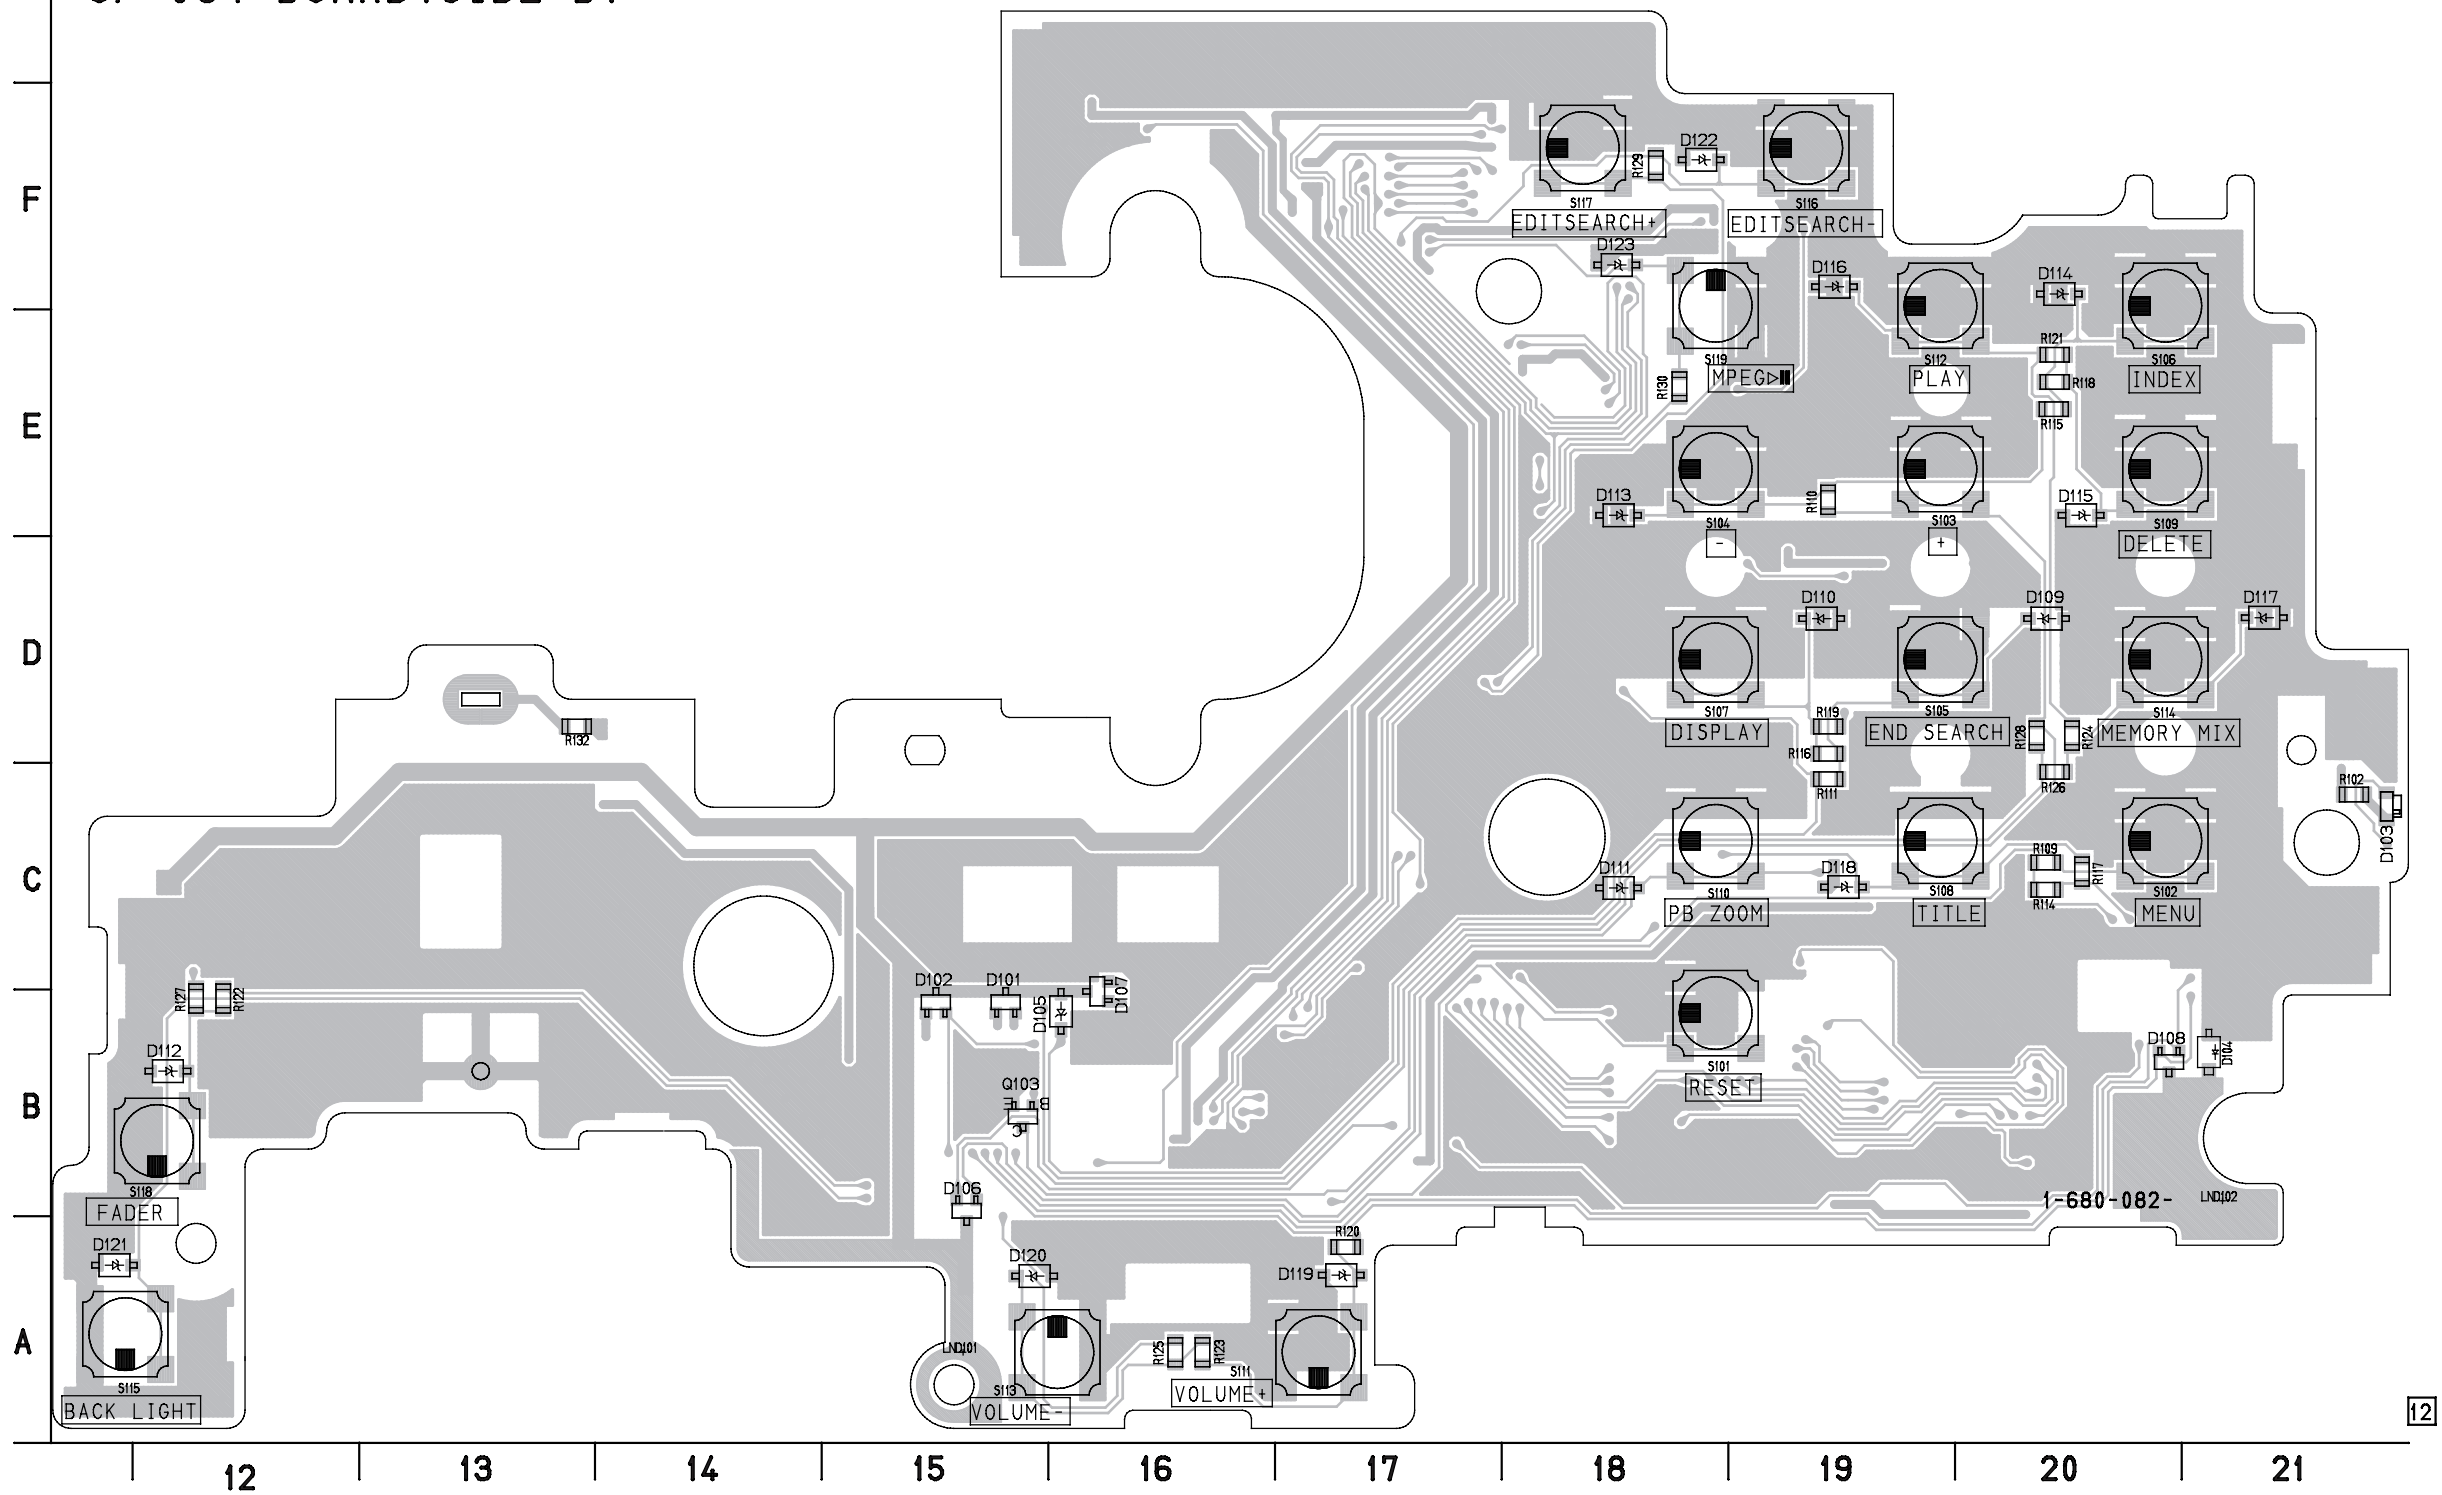 F
D122
R129
S117
S116
EDITSEARCH+
EDITSEARCH-
D123
D116
D114
R121
S119
S112
S106
MPEG▷II
PLAY
R118
INDEX
R130
R115
E
D113
R110
D115
S104
S103
S109
-
+
DELETE
D110
D109
D117
D
R132
S107
R119
S105
S114
DISPLAY
END SEARCH
R128
R124
MEMORY MIX
R116
R111
R126
R102
D103
C
D111
D118
R109
R117
S110
S108
R114
S102
PB ZOOM
TITLE
MENU
R127
R122
D102
D101
D105
D107
D112
D108
D104
Q103
E
B
C
S101
RESET
B
S118
FADER
D106
1-680-082-
LND102
D121
D120
D119
R120
A
LND101
R125
R123
S115
S113
S111
BACK LIGHT
VOLUME-
VOLUME+
12
12
13
14
15
16
17
18
19
20
21